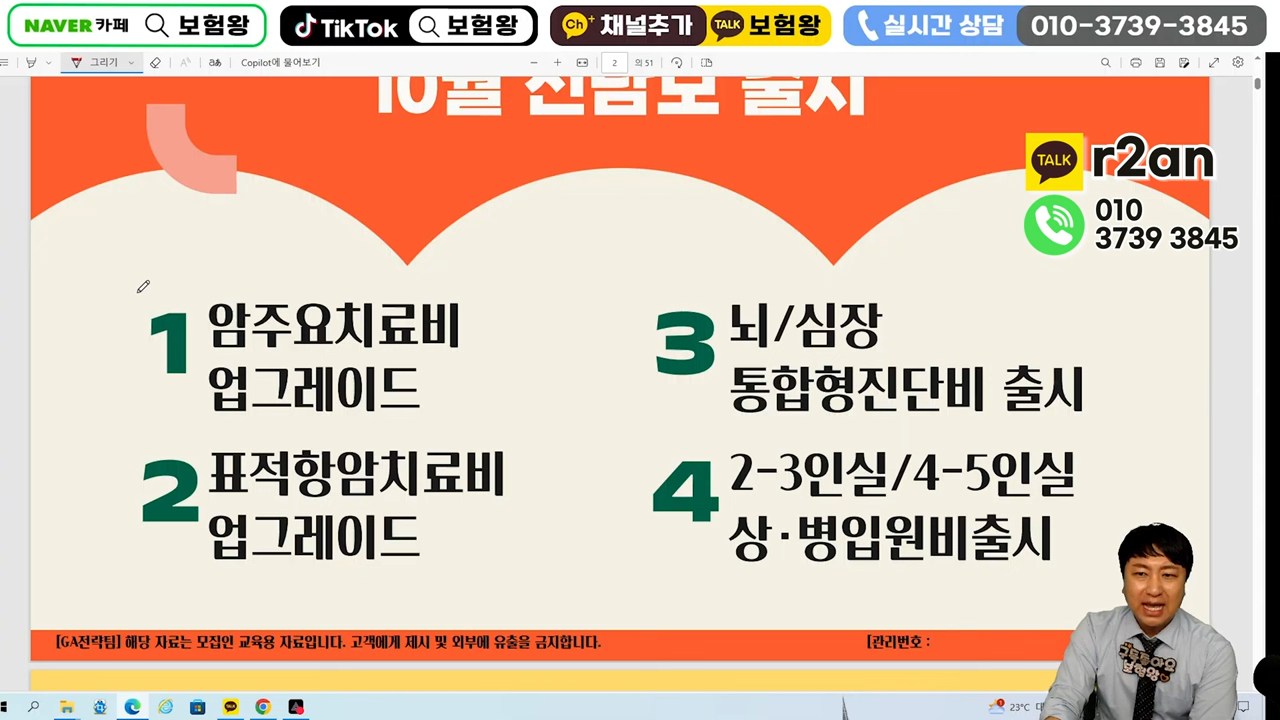 NAVER 카페 보험왕
TikTok 보험왕
Ch+ 채널추가 TALK 보험왕
실시간 상담 010-3739-3845
그리기
Copilot에 물어보기
2 의 51
10월 신담보 출시
TALK r2an
010
3739 3845
1 암주요치료비
업그레이드
2 표적항암치료비
업그레이드
3 뇌/심장
통합형진단비 출시
4 2-3인실/4-5인실
상·병입원비출시
[GA전략팀] 해당 자료는 모집인 교육용 자료입니다. 고객에게 제시 및 외부에 유출을 금지합니다.
[관리번호 :
구독좋아요
보험왕
23°C